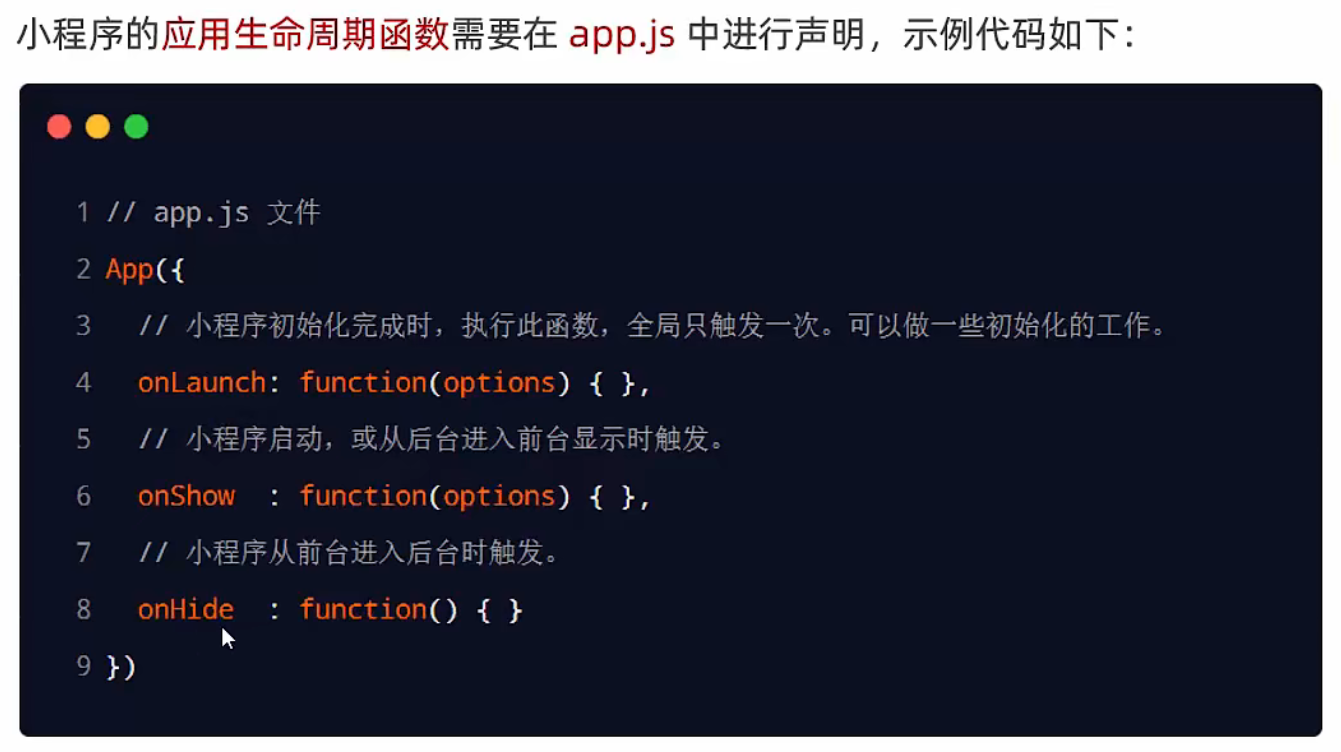 小程序的应用生命周期函数需要在 app.js 中进行声明，示例代码如下：
1 // app.js 文件
2 App({
3   // 小程序初始化完成时，执行此函数，全局只触发一次。可以做一些初始化的工作。
4   onLaunch: function(options) { },
5   // 小程序启动，或从后台进入前台显示时触发。
6   onShow  : function(options) { },
7   // 小程序从前台进入后台时触发。
8   onHide  : function() { }
9 })